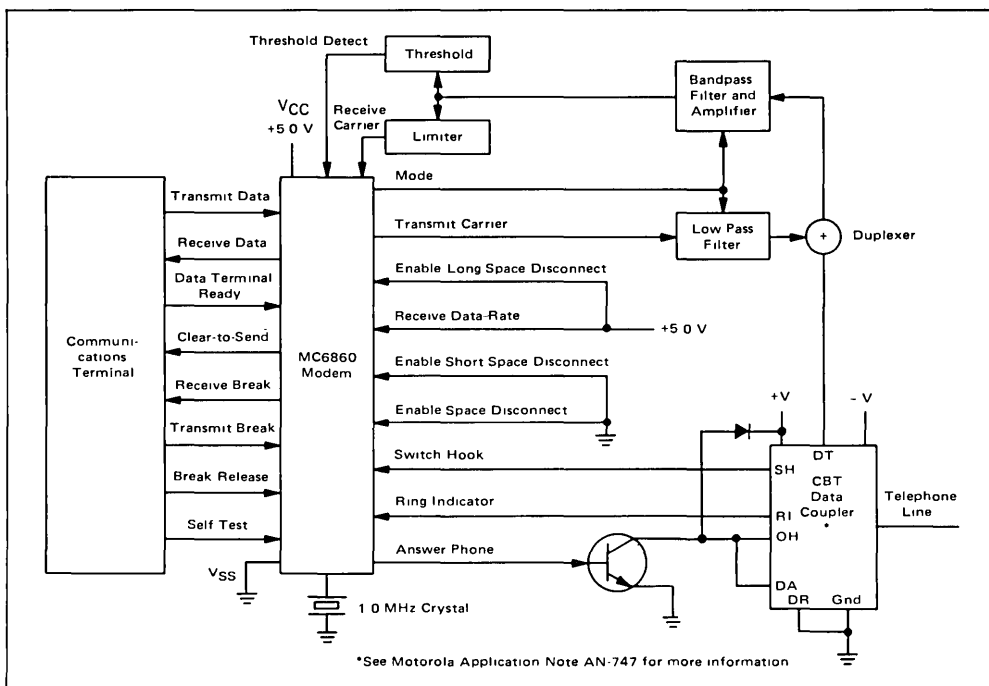 Threshold Detect
Threshold
Receive
Carrier
Limiter
Bandpass
Filter and
Amplifier
VCC
+5 0 V
Mode
Transmit Carrier
Low Pass
Filter
+
Duplexer
Communi-
cations
Terminal
Transmit Data
Receive Data
Data Terminal
Ready
Clear-to-Send
Receive Break
Transmit Break
Break Release
Self Test
MC6860
Modem
Enable Long Space Disconnect
Receive Data-Rate
+5 0 V
Enable Short Space Disconnect
Enable Space Disconnect
Switch Hook
Ring Indicator
Answer Phone
VSS
1 0 MHz Crystal
+V
-V
DT
SH
CBT
Data
Coupler
*
RI
OH
DA
DR
Gnd
Telephone
Line
*See Motorola Application Note AN-747 for more information